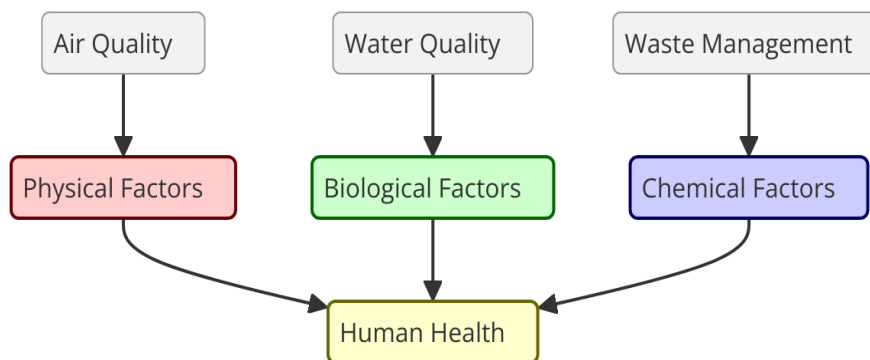 Air Quality
Water Quality
Waste Management
Physical Factors
Biological Factors
Chemical Factors
Human Health